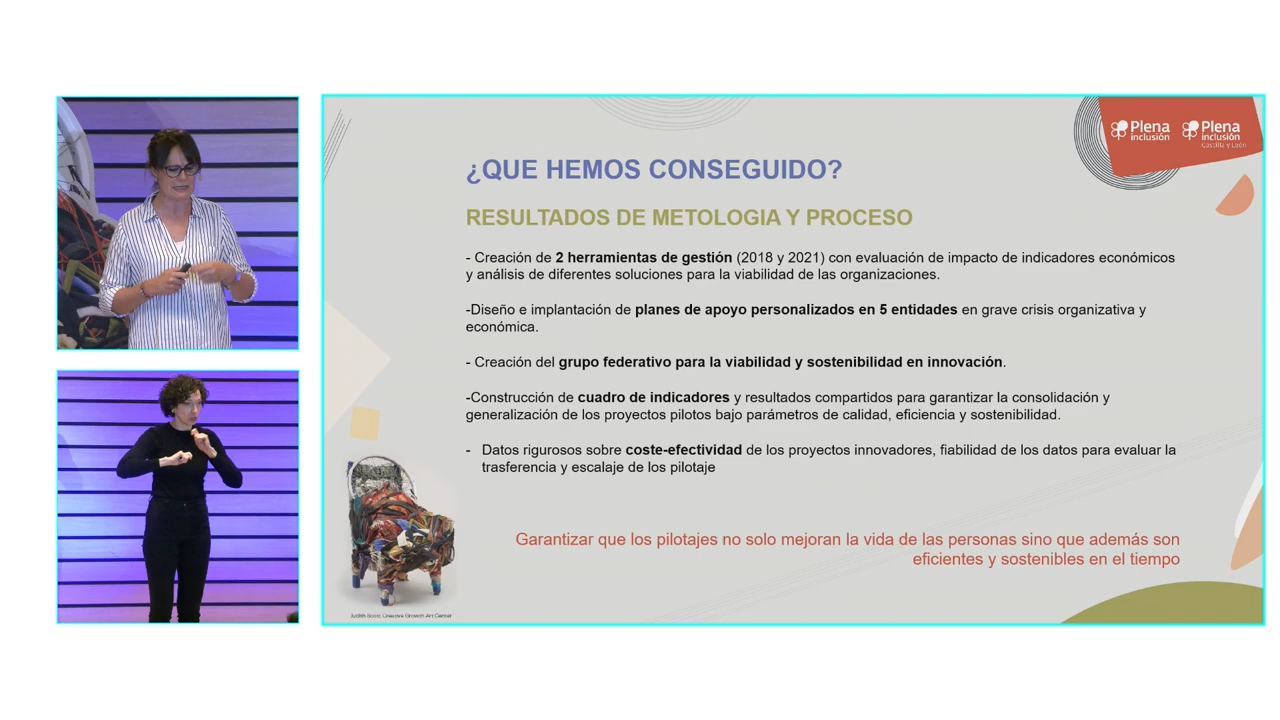 Plena inclusión
Plena inclusión
Castilla y León
¿QUE HEMOS CONSEGUIDO?
RESULTADOS DE METOLOGIA Y PROCESO
- Creación de 2 herramientas de gestión (2018 y 2021) con evaluación de impacto de indicadores económicos
y análisis de diferentes soluciones para la viabilidad de las organizaciones.
-Diseño e implantación de planes de apoyo personalizados en 5 entidades en grave crisis organizativa y
económica.
- Creación del grupo federativo para la viabilidad y sostenibilidad en innovación.
-Construcción de cuadro de indicadores y resultados compartidos para garantizar la consolidación y
generalización de los proyectos pilotos bajo parámetros de calidad, eficiencia y sostenibilidad.
- Datos rigurosos sobre coste-efectividad de los proyectos innovadores, fiabilidad de los datos para evaluar la
trasferencia y escalaje de los pilotaje
Garantizar que los pilotajes no solo mejoran la vida de las personas sino que además son
eficientes y sostenibles en el tiempo
Judith Scott. Creative Growth Art Center